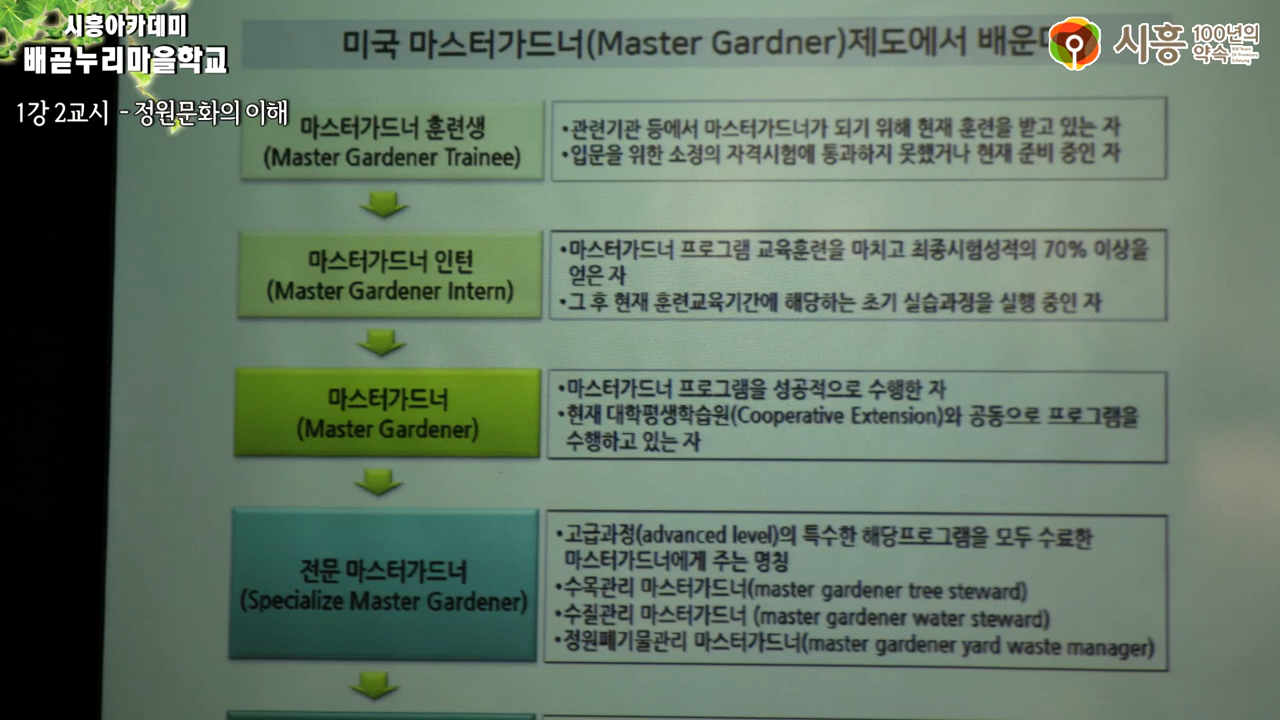 시흥아카데미
배곧누리마을학교
1강 2교시 - 정원문화의 이해
시흥 100년의
약속
미국 마스터가드너(Master Gardner)제도에서 배운
마스터가드너 훈련생
(Master Gardener Trainee)
•관련기관 등에서 마스터가드너가 되기 위해 현재 훈련을 받고 있는 자
•입문을 위한 소정의 자격시험에 통과하지 못했거나 현재 준비 중인 자
마스터가드너 인턴
(Master Gardener Intern)
•마스터가드너 프로그램 교육훈련을 마치고 최종시험성적의 70% 이상을
얻은 자
•그 후 현재 훈련교육기간에 해당하는 초기 실습과정을 실행 중인 자
마스터가드너
(Master Gardener)
•마스터가드너 프로그램을 성공적으로 수행한 자
•현재 대학평생학습원(Cooperative Extension)와 공동으로 프로그램을
수행하고 있는 자
전문 마스터가드너
(Specialize Master Gardener)
•고급과정(advanced level)의 특수한 해당프로그램을 모두 수료한
마스터가드너에게 주는 명칭
•수목관리 마스터가드너(master gardener tree steward)
•수질관리 마스터가드너 (master gardener water steward)
•정원폐기물관리 마스터가드너(master gardener yard waste manager)